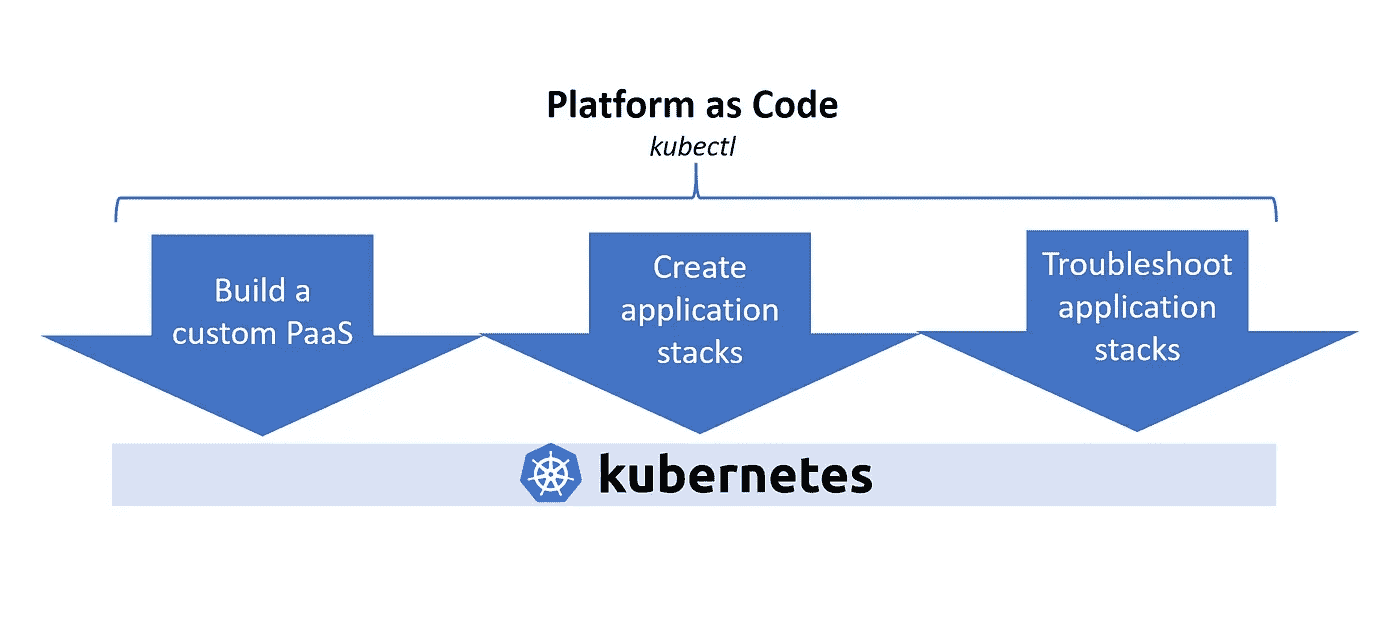 Platform as Code
kubectl
Build a
custom PaaS
Create
application
stacks
Troubleshoot
application
stacks
kubernetes